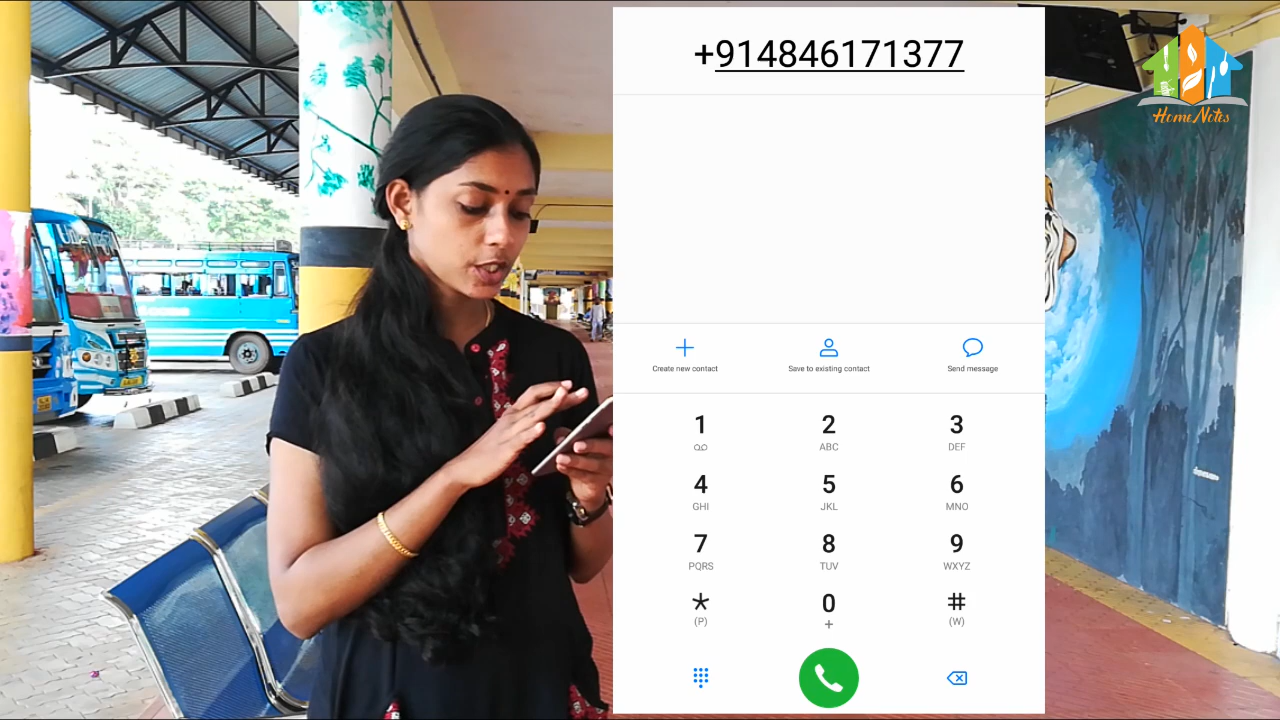 +914846171377
HomeNotes
Create new contact
Save to existing contact
Send message
1
2
ABC
3
DEF
4
GHI
5
JKL
6
MNO
7
PQRS
8
TUV
9
WXYZ
*
(P)
0
+
#
(W)